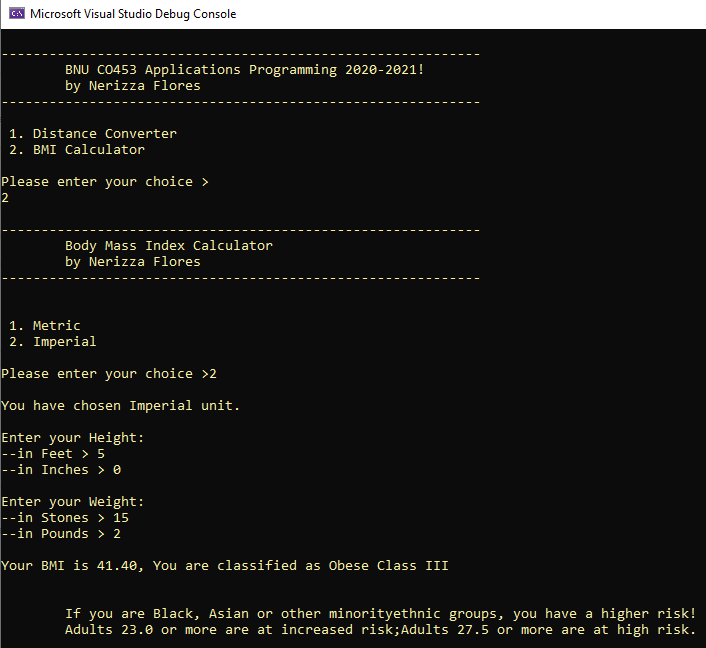 C:\ Microsoft Visual Studio Debug Console
------------------------------------------------------------
BNU CO453 Applications Programming 2020-2021!
by Nerizza Flores
------------------------------------------------------------
1. Distance Converter
2. BMI Calculator
Please enter your choice >
2
------------------------------------------------------------
Body Mass Index Calculator
by Nerizza Flores
------------------------------------------------------------
1. Metric
2. Imperial
Please enter your choice >2
You have chosen Imperial unit.
Enter your Height:
--in Feet > 5
--in Inches > 0
Enter your Weight:
--in Stones > 15
--in Pounds > 2
Your BMI is 41.40, You are classified as Obese Class III
If you are Black, Asian or other minorityethnic groups, you have a higher risk!
Adults 23.0 or more are at increased risk;Adults 27.5 or more are at high risk.